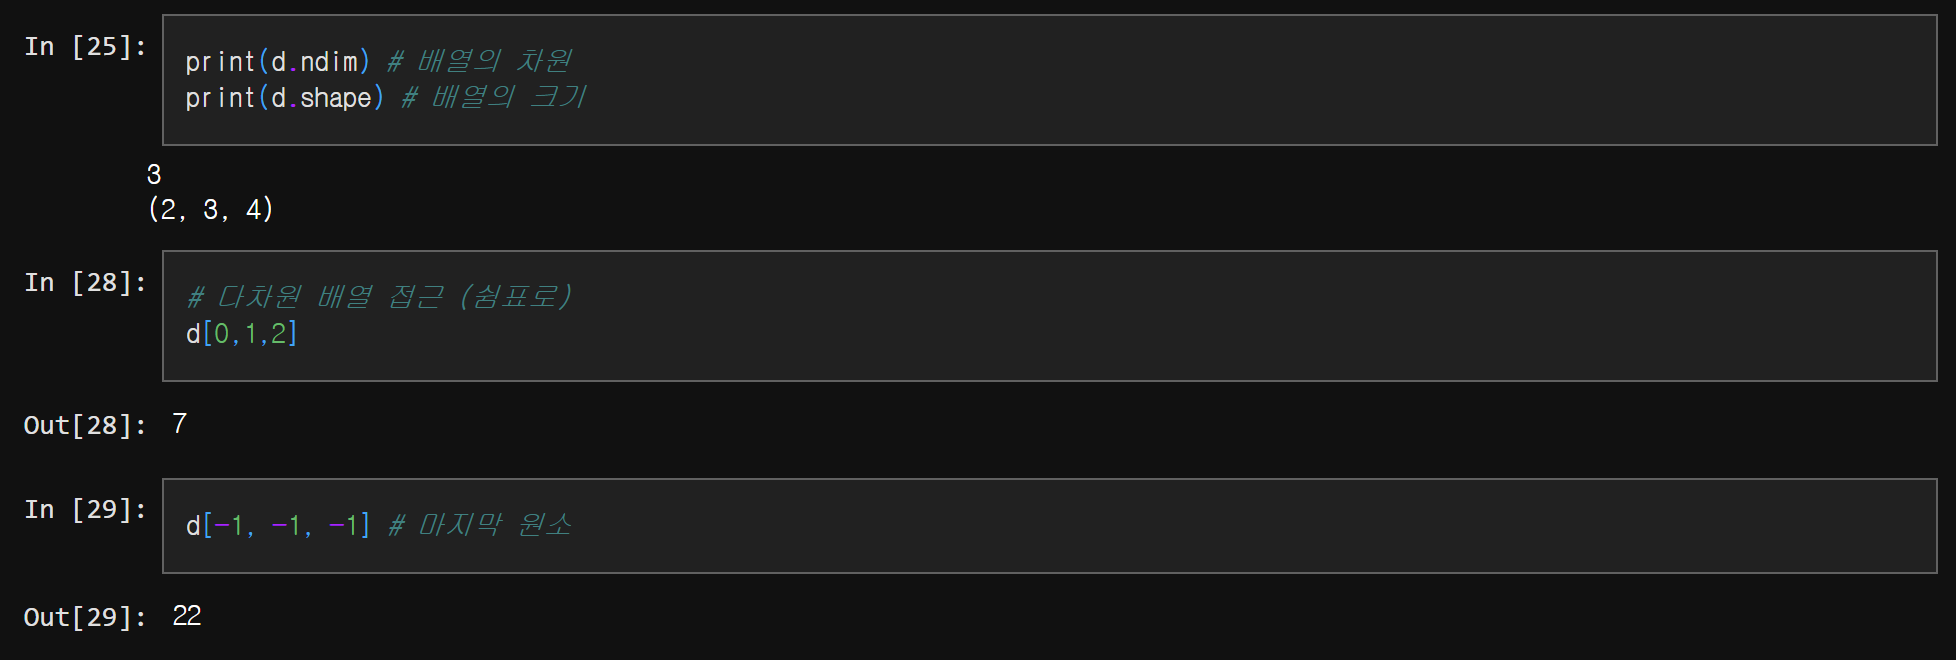 In [25]:
print(d.ndim) # 배열의 차원
print(d.shape) # 배열의 크기
3
(2, 3, 4)
In [28]:
# 다차원 배열 접근 (쉼표로)
d[0,1,2]
Out[28]: 7
In [29]:
d[-1, -1, -1] # 마지막 원소
Out[29]: 22